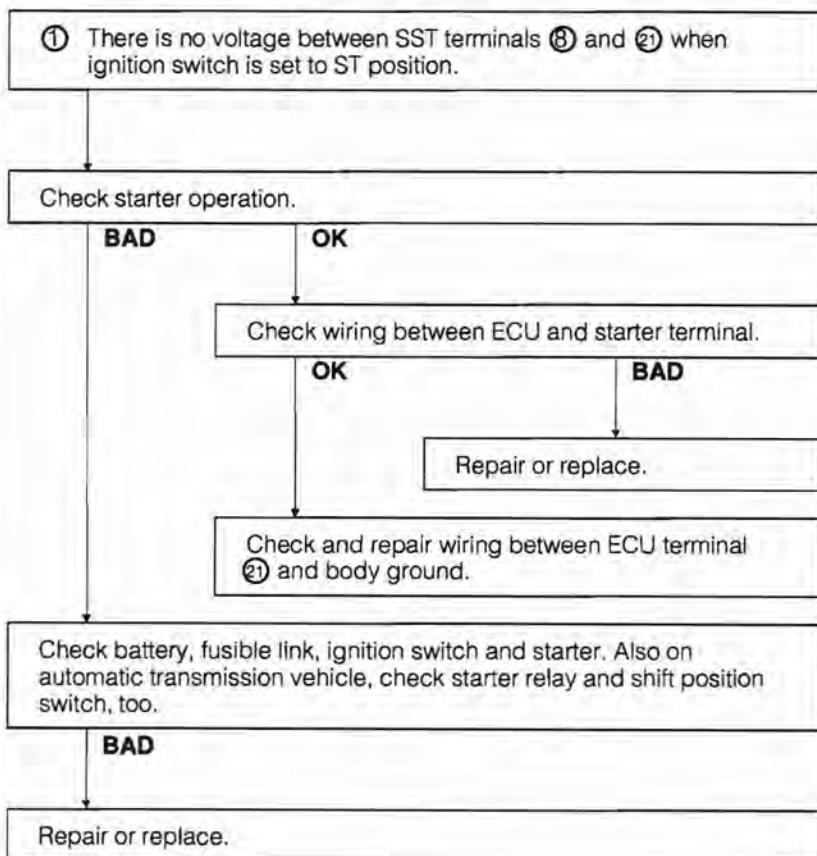 ① There is no voltage between SST terminals ⑧ and ㉑ when
ignition switch is set to ST position.
Check starter operation.
BAD OK
Check wiring between ECU and starter terminal.
OK BAD
Repair or replace.
Check and repair wiring between ECU terminal
㉑ and body ground.
Check battery, fusible link, ignition switch and starter. Also on
automatic transmission vehicle, check starter relay and shift position
switch, too.
BAD
Repair or replace.